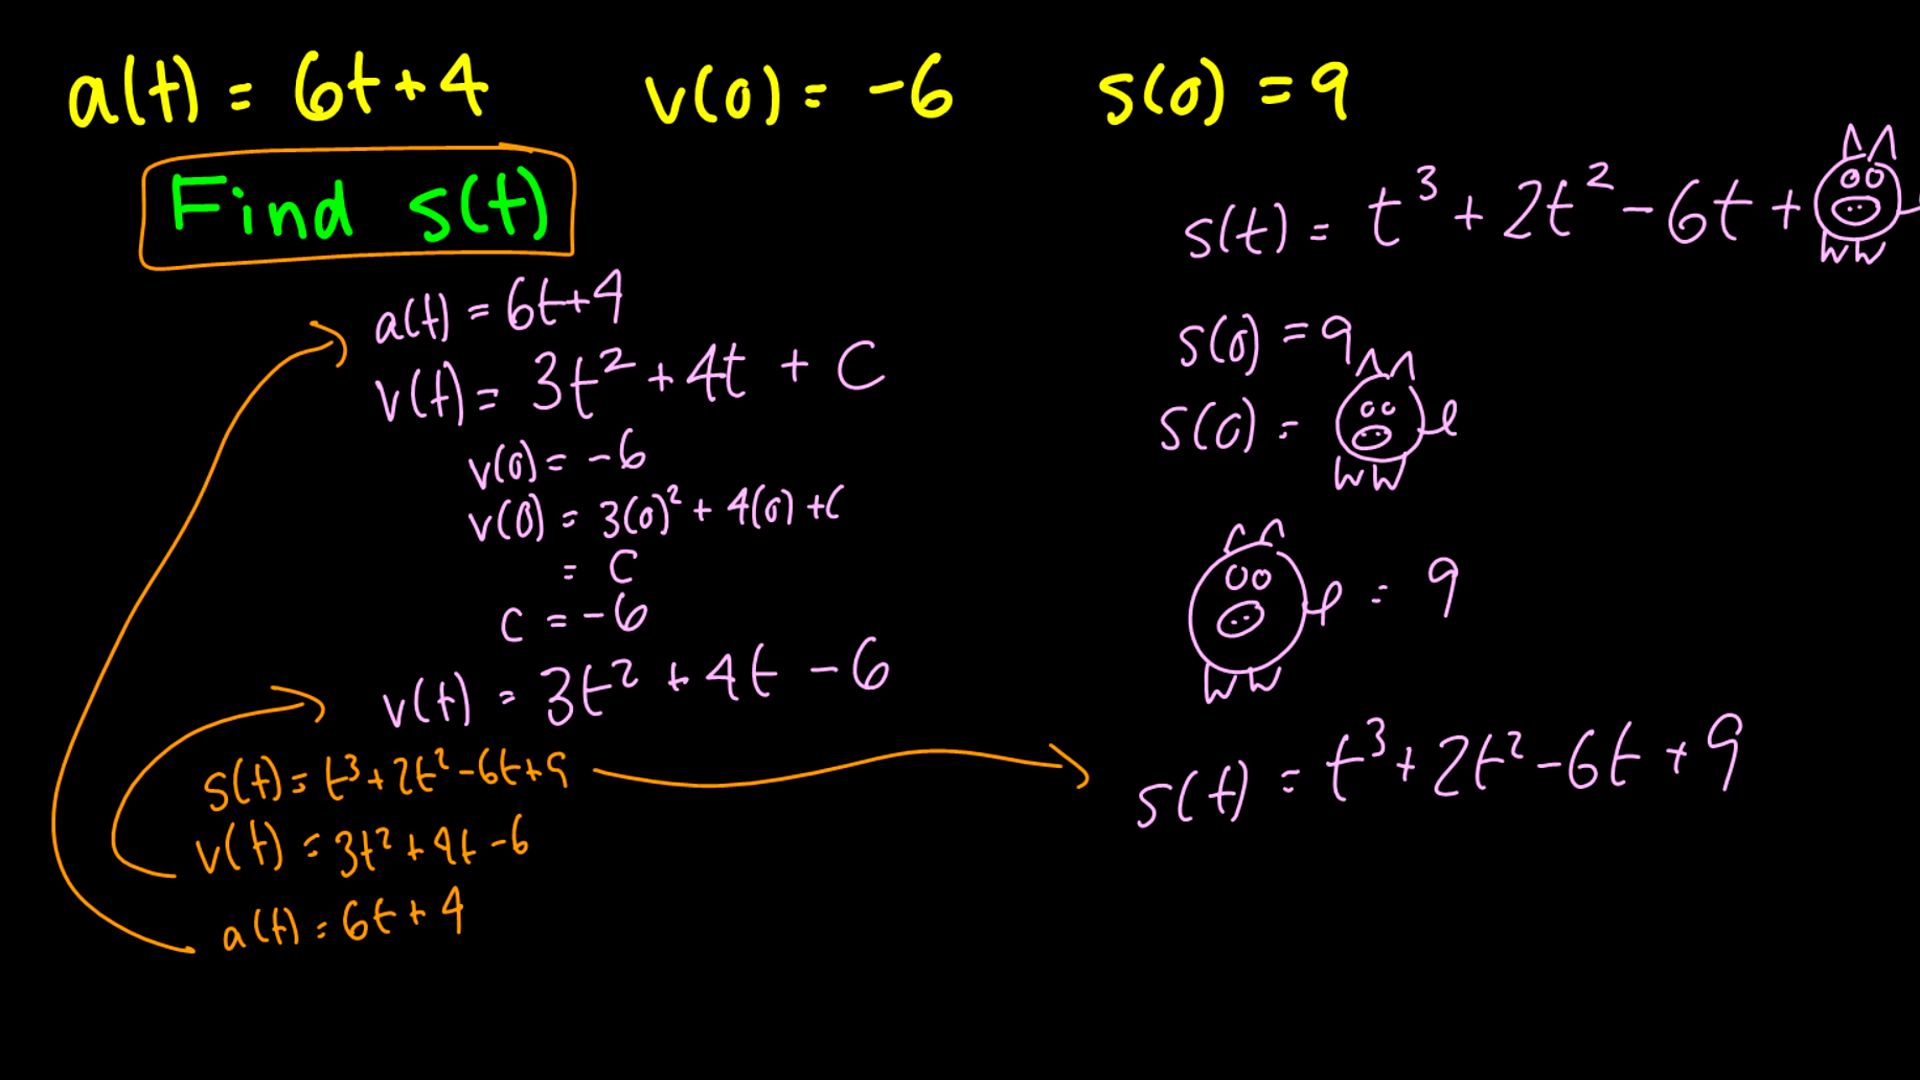 a(t) = 6t+4 v(0) = -6 s(0) = 9
Find s(t)
a(t) = 6t+4
v(t) = 3t² + 4t + C
v(0) = -6
v(0) = 3(0)² + 4(0) + C
= C
C = -6
v(t) = 3t² + 4t - 6
s(t) = t³ + 2t² - 6t + 9
v(t) = 3t² + 4t - 6
a(t) = 6t + 4
s(t) = t³ + 2t² - 6t +
s(0) = 9
s(0) =
= 9
s(t) = t³ + 2t² - 6t + 9